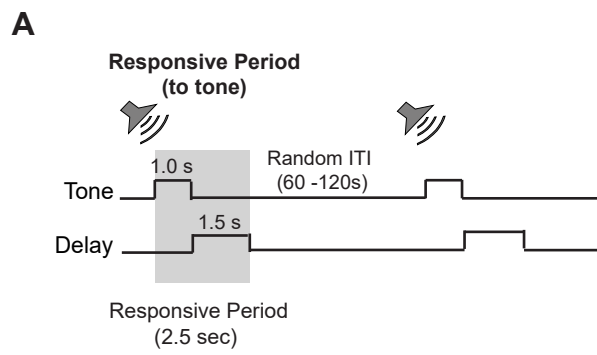 A
Responsive Period
(to tone)
1.0 s
Random ITI
(60 -120s)
Tone
1.5 s
Delay
Responsive Period
(2.5 sec)